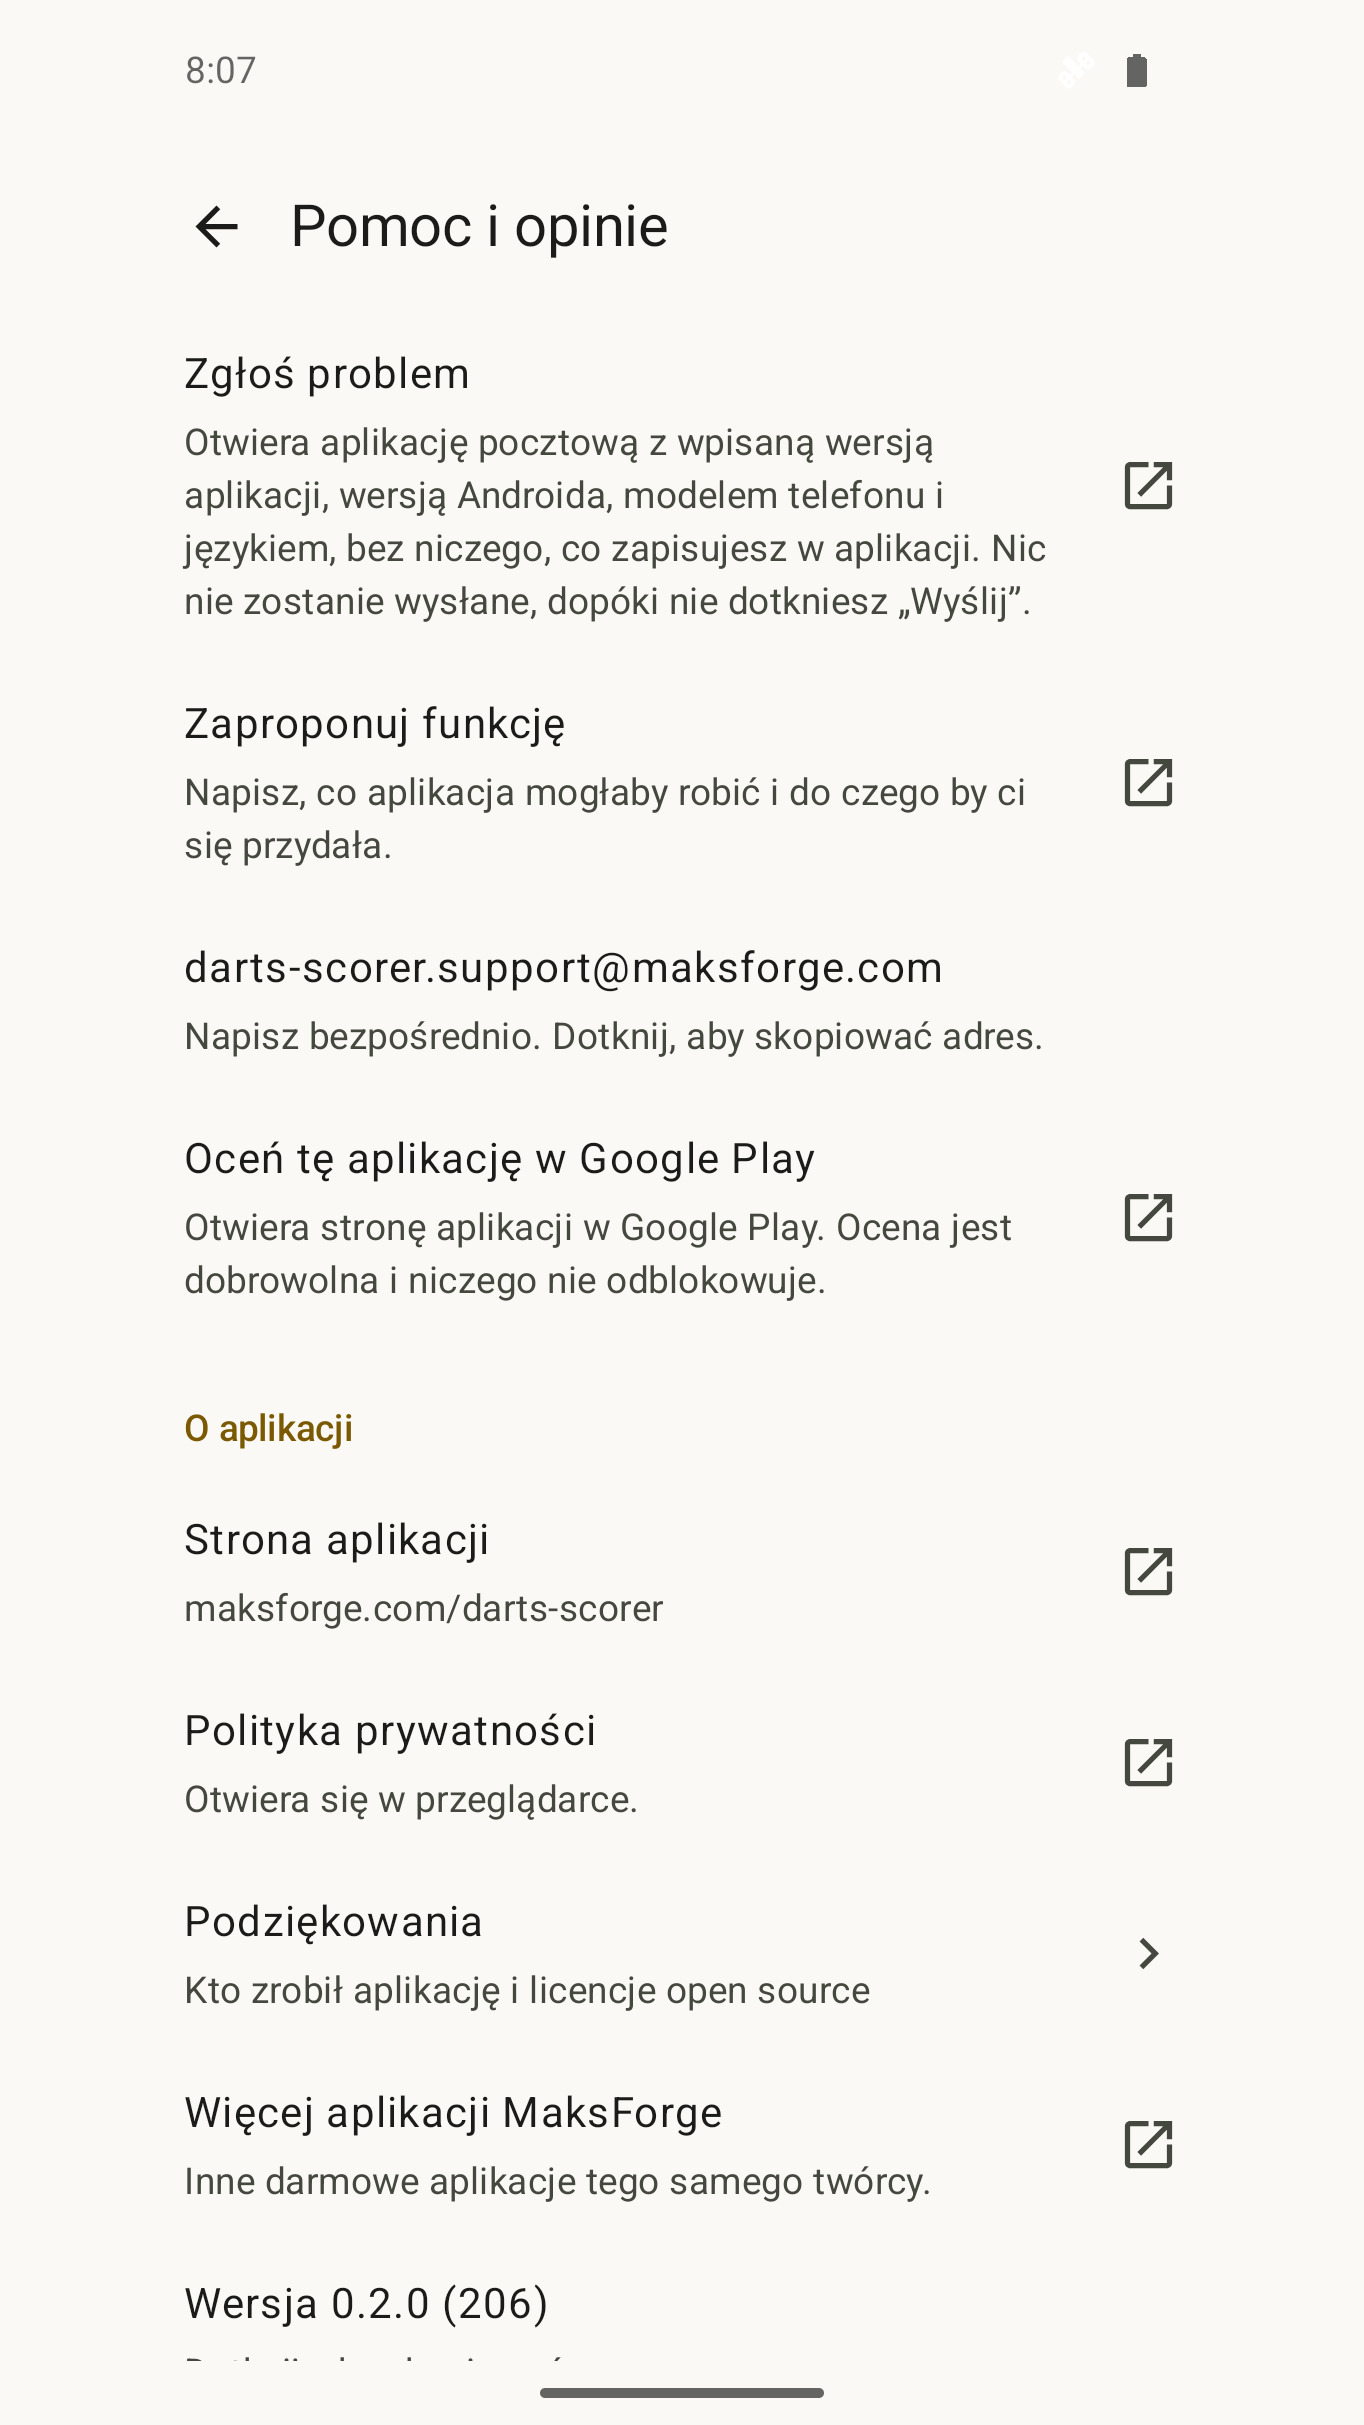 8:07
Pomoc i opinie
Zgłoś problem
Otwiera aplikację pocztową z wpisaną wersją
aplikacji, wersją Androida, modelem telefonu i
językiem, bez niczego, co zapisujesz w aplikacji. Nic
nie zostanie wysłane, dopóki nie dotkniesz „Wyślij”.
Zaproponuj funkcję
Napisz, co aplikacja mogłaby robić i do czego by ci
się przydała.
darts-scorer.support@maksforge.com
Napisz bezpośrednio. Dotknij, aby skopiować adres.
Oceń tę aplikację w Google Play
Otwiera stronę aplikacji w Google Play. Ocena jest
dobrowolna i niczego nie odblokowuje.
O aplikacji
Strona aplikacji
maksforge.com/darts-scorer
Polityka prywatności
Otwiera się w przeglądarce.
Podziękowania
Kto zrobił aplikację i licencje open source
Więcej aplikacji MaksForge
Inne darmowe aplikacje tego samego twórcy.
Wersja 0.2.0 (206)